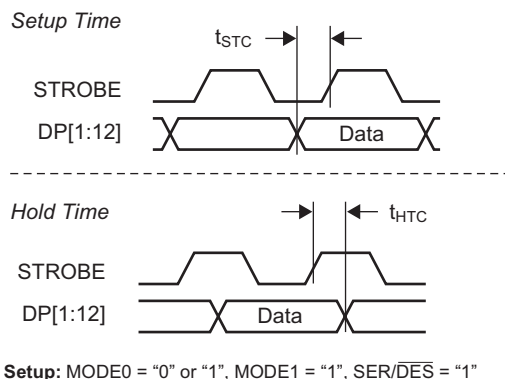 Setup Time
tSTC
STROBE
DP[1:12]
Data
Hold Time
tHTC
STROBE
DP[1:12]
Data
Setup: MODE0 = “0” or “1”, MODE1 = “1”, SER/D̅E̅S̅ = “1”